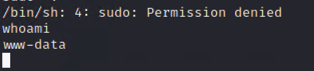 /bin/sh: 4: sudo: Permission denied
whoami
www-data